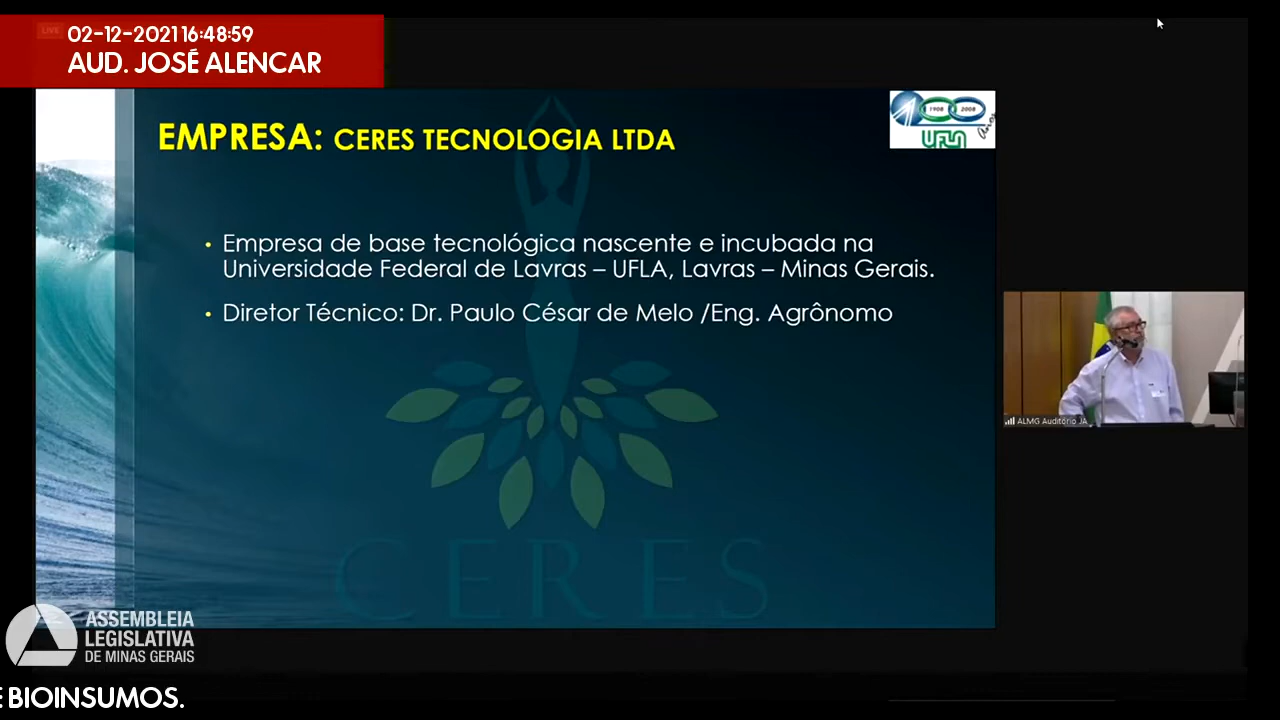 LIVE
02-12-2021 16:48:59
AUD. JOSÉ ALENCAR
EMPRESA: CERES TECNOLOGIA LTDA
1908 2008
UFLA
Anos
• Empresa de base tecnológica nascente e incubada na
Universidade Federal de Lavras – UFLA, Lavras – Minas Gerais.
• Diretor Técnico: Dr. Paulo César de Melo /Eng. Agrônomo
CERES
ALMG Auditório JA
ASSEMBLEIA
LEGISLATIVA
DE MINAS GERAIS
E BIOINSUMOS.